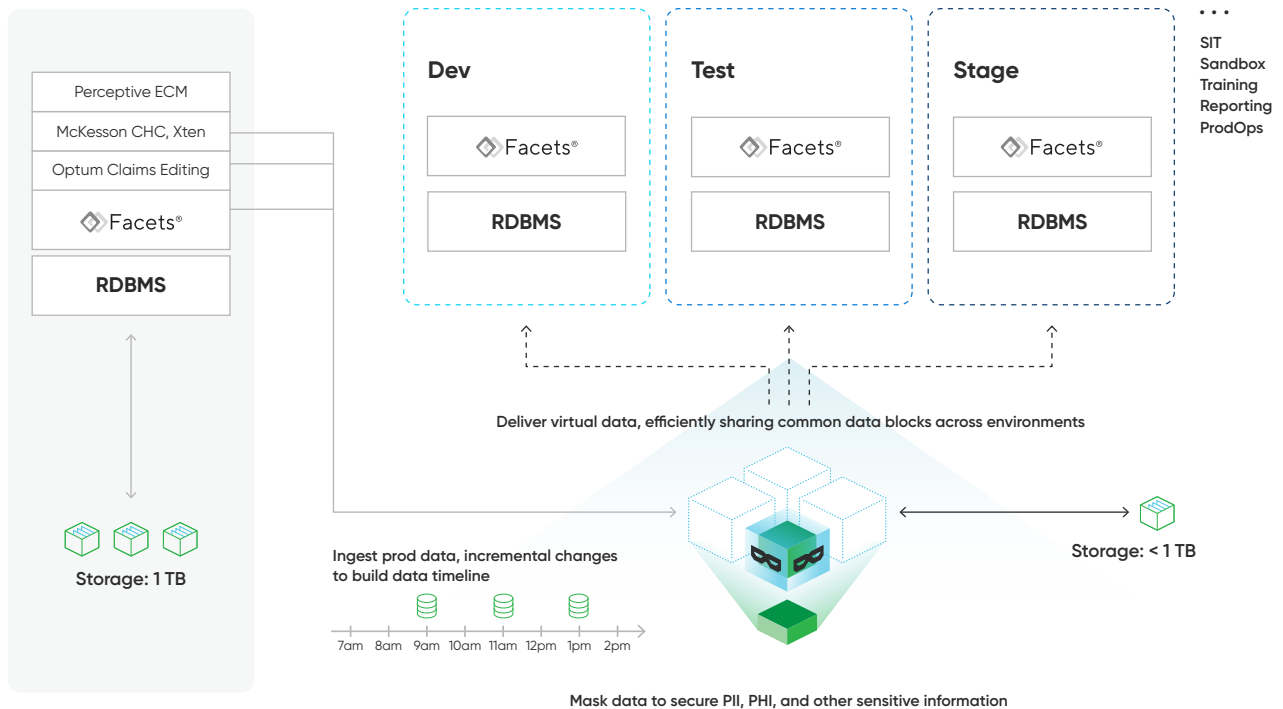 Perceptive ECM
McKesson CHC, Xten
Optum Claims Editing
Facets®
RDBMS
Storage: 1 TB
Dev
Facets®
RDBMS
Test
Facets®
RDBMS
Stage
Facets®
RDBMS
...
SIT
Sandbox
Training
Reporting
ProdOps
Deliver virtual data, efficiently sharing common data blocks across environments
Ingest prod data, incremental changes
to build data timeline
7am 8am 9am 10am 11am 12pm 1pm 2pm
Storage: < 1 TB
Mask data to secure PII, PHI, and other sensitive information